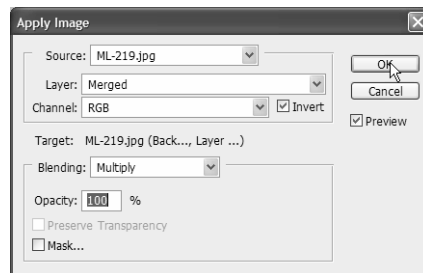 Apply Image
Source: ML-219.jpg
OK
Layer: Merged
Cancel
Channel: RGB Invert
Preview
Target: ML-219.jpg (Back..., Layer ...)
Blending: Multiply
Opacity: 100 %
Preserve Transparency
Mask...